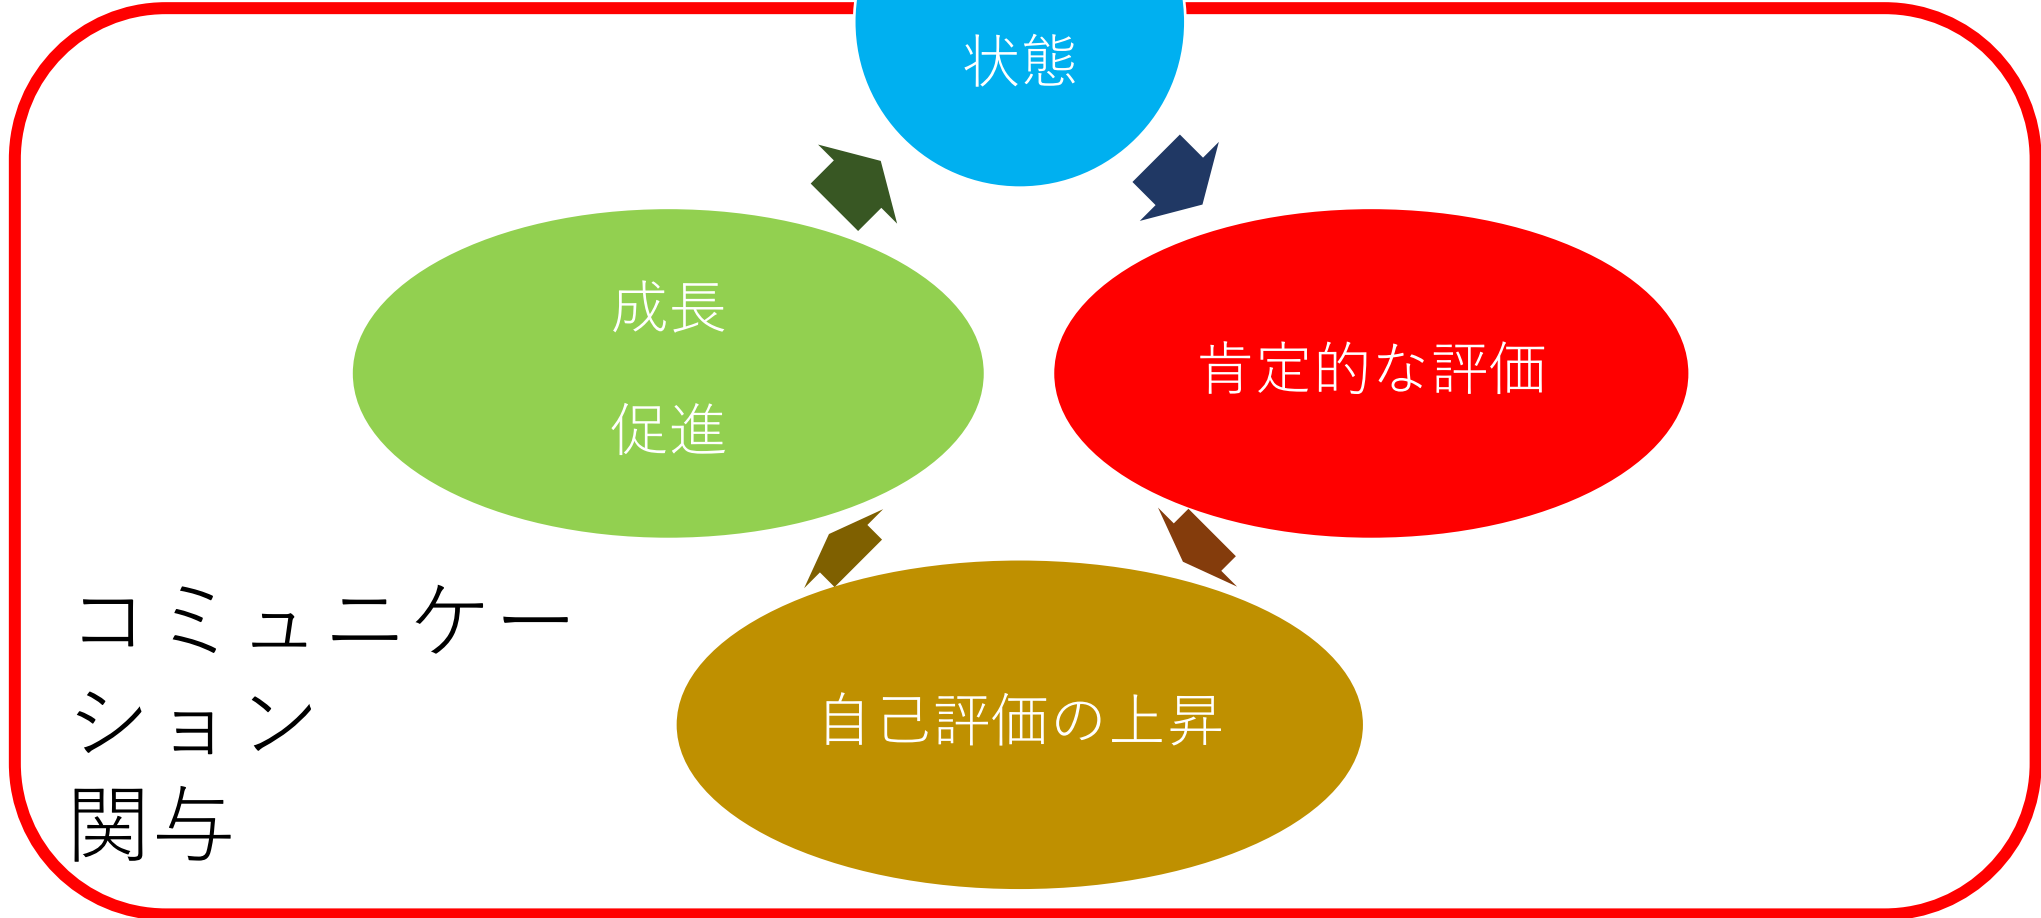 状態
成長
促進
肯定的な評価
自己評価の上昇
コミュニケー
ション
関与